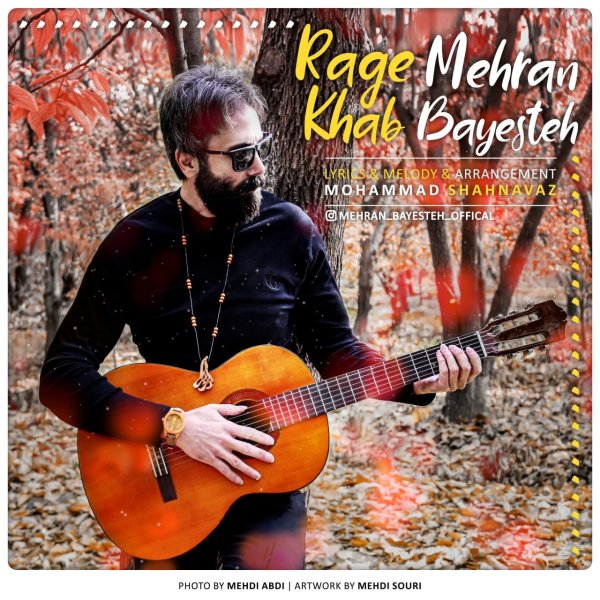 Rage Mehran
Khab Bayesteh
LYRICS & MELODY & ARRANGEMENT
MOHAMMAD SHAHNAVAZ
MEHRAN_BAYESTEH_OFFICAL
PHOTO BY MEHDI ABDI | ARTWORK BY MEHDI SOURI